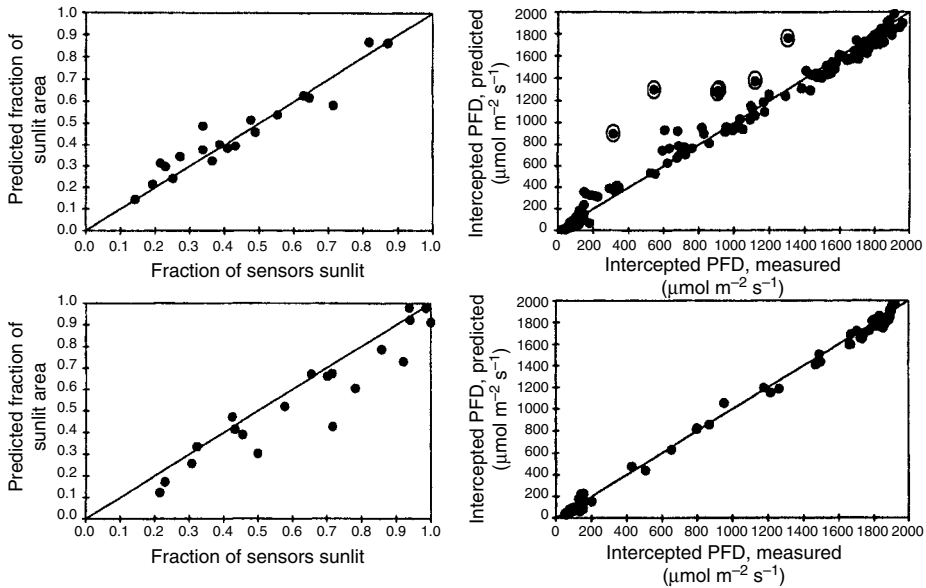 Predicted fraction of
sunlit area
1.0
0.9
0.8
0.7
0.6
0.5
0.4
0.3
0.2
0.1
0.0
0.0 0.1 0.2 0.3 0.4 0.5 0.6 0.7 0.8 0.9 1.0
Fraction of sensors sunlit
Intercepted PFD, predicted
(μmol m⁻² s⁻¹)
2000
1800
1600
1400
1200
1000
800
600
400
200
0
0 200 400 600 800 1000 1200 1400 1600 1800 2000
Intercepted PFD, measured
(μmol m⁻² s⁻¹)
Predicted fraction of
sunlit area
1.0
0.9
0.8
0.7
0.6
0.5
0.4
0.3
0.2
0.1
0.0
0.0 0.1 0.2 0.3 0.4 0.5 0.6 0.7 0.8 0.9 1.0
Fraction of sensors sunlit
Intercepted PFD, predicted
(μmol m⁻² s⁻¹)
2000
1800
1600
1400
1200
1000
800
600
400
200
0
0 200 400 600 800 1000 1200 1400 1600 1800 2000
Intercepted PFD, measured
(μmol m⁻² s⁻¹)